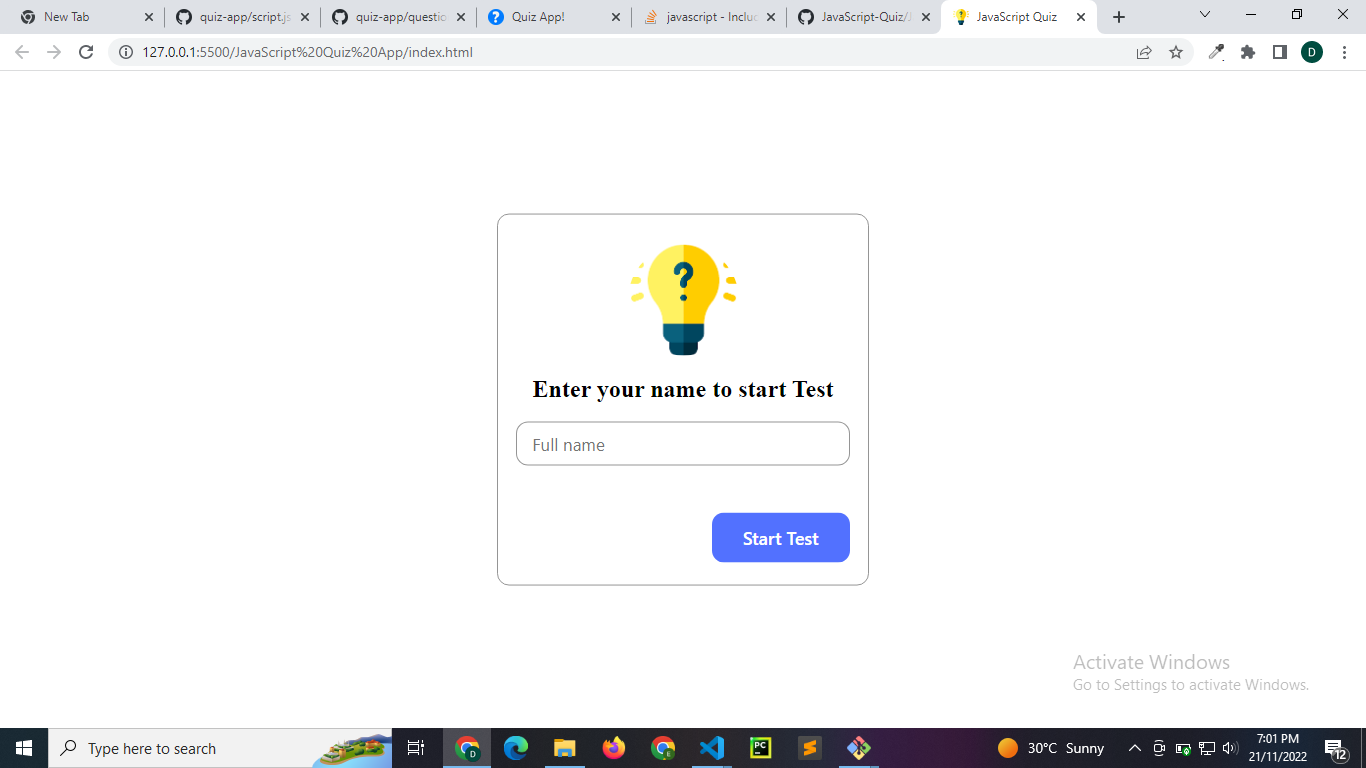 New Tab
quiz-app/script.js
quiz-app/questio
Quiz App!
javascript - Includ
JavaScript-Quiz/J
JavaScript Quiz
127.0.0.1:5500/JavaScript%20Quiz%20App/index.html
D
?
Enter your name to start Test
Full name
Start Test
Activate Windows
Go to Settings to activate Windows.
Type here to search
D
E
PC
30°C Sunny
7:01 PM
21/11/2022
12